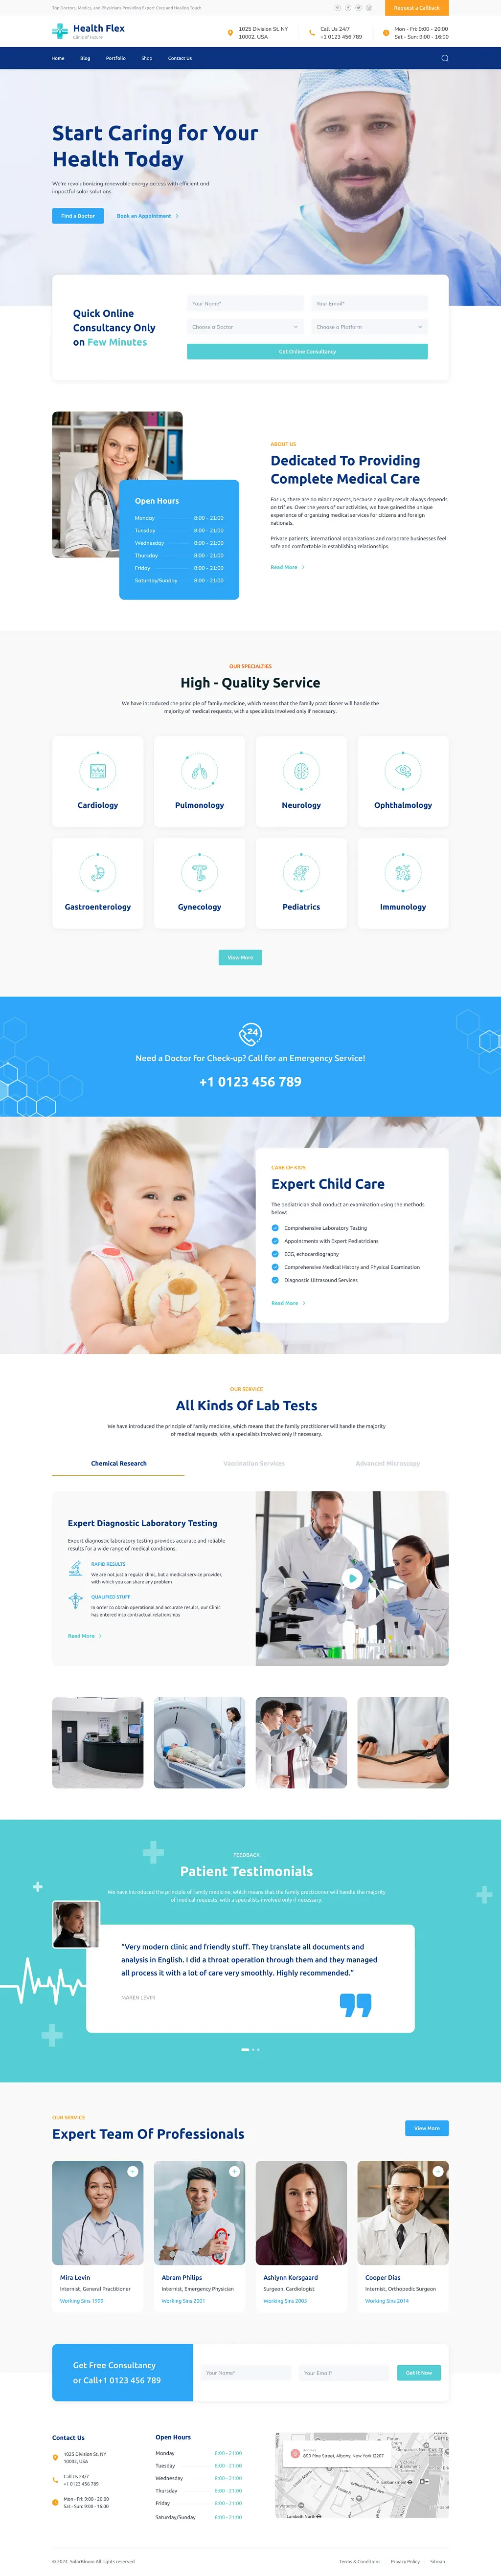 Top Doctors, Medics, and Physicians Providing Expert Care and Healing Touch
Request a Callback
Health Flex
Clinic of Future
1025 Division St, NY
10002, USA
Call Us 24/7
+1 0123 456 789
Mon - Fri: 9:00 - 20:00
Sat - Sun: 9:00 - 16:00
Home
Blog
Portfolio
Shop
Contact Us
Start Caring for Your
Health Today
We're revolutionizing renewable energy access with efficient and
impactful solar solutions.
Find a Doctor
Book an Appointment
Quick Online
Consultancy Only
on Few Minutes
Your Name*
Your Email*
Choose a Doctor
Choose a Platform
Get Online Consultancy
Open Hours
Monday 8:00 - 21:00
Tuesday 8:00 - 21:00
Wednesday 8:00 - 21:00
Thursday 8:00 - 21:00
Friday 8:00 - 21:00
Saturday/Sunday 8:00 - 21:00
ABOUT US
Dedicated To Providing
Complete Medical Care
For us, there are no minor aspects, because a quality result always depends
on trifles. Over the years of our activities, we have gained the unique
experience of organizing medical services for citizens and foreign
nationals.
Private patients, international organizations and corporate businesses feel
safe and comfortable in establishing relationships.
Read More
OUR SPECIALTIES
High - Quality Service
We have introduced the principle of family medicine, which means that the family practitioner will handle the
majority of medical requests, with a specialists involved only if necessary.
Cardiology
Pulmonology
Neurology
Ophthalmology
Gastroenterology
Gynecology
Pediatrics
Immunology
View More
24
Need a Doctor for Check-up? Call for an Emergency Service!
+1 0123 456 789
CARE OF KIDS
Expert Child Care
The pediatrician shall conduct an examination using the methods
below:
Comprehensive Laboratory Testing
Appointments with Expert Pediatricians
ECG, echocardiography
Comprehensive Medical History and Physical Examination
Diagnostic Ultrasound Services
Read More
OUR SERVICE
All Kinds Of Lab Tests
We have introduced the principle of family medicine, which means that the family practitioner will handle the majority
of medical requests, with a specialists involved only if necessary.
Chemical Research
Vaccination Services
Advanced Microscopy
Expert Diagnostic Laboratory Testing
Expert diagnostic laboratory testing provides accurate and reliable
results for a wide range of medical conditions.
RAPID RESULTS
We are not just a regular clinic, but a medical service provider,
with which you can share any problem
QUALIFIED STUFF
In order to obtain operational and accurate results, our Clinic
has entered into contractual relationships
Read More
FEEDBACK
Patient Testimonials
We have introduced the principle of family medicine, which means that the family practitioner will handle the majority
of medical requests, with a specialists involved only if necessary.
"Very modern clinic and friendly stuff. They translate all documents and
analysis in English. I did a throat operation through them and they managed
all process it with a lot of care very smoothly. Highly recommended."
MAREN LEVIN
OUR SERVICE
Expert Team Of Professionals
View More
Mira Levin
Internist, General Practitioner
Working Sins 1999
Abram Philips
Internist, Emergency Physician
Working Sins 2001
Ashlynn Korsgaard
Surgeon, Cardiologist
Working Sins 2003
Cooper Dias
Internist, Orthopedic Surgeon
Working Sins 2014
Get Free Consultancy
or Call+1 0123 456 789
Your Name*
Your Email*
Get It Now
Contact Us
1025 Division St, NY
10002, USA
Call Us 24/7
+1 0123 456 789
Mon - Fri: 9:00 - 20:00
Sat - Sun: 9:00 - 16:00
Open Hours
Monday 8:00 - 21:00
Tuesday 8:00 - 21:00
Wednesday 8:00 - 21:00
Thursday 8:00 - 21:00
Friday 8:00 - 21:00
Saturday/Sunday 8:00 - 21:00
Address
890 Pine Street, Albany, New York 12207
Embankment
Lambeth North
© 2024 SolarBloom All rights reserved
Terms & Conditions
Privacy Policy
Sitmap